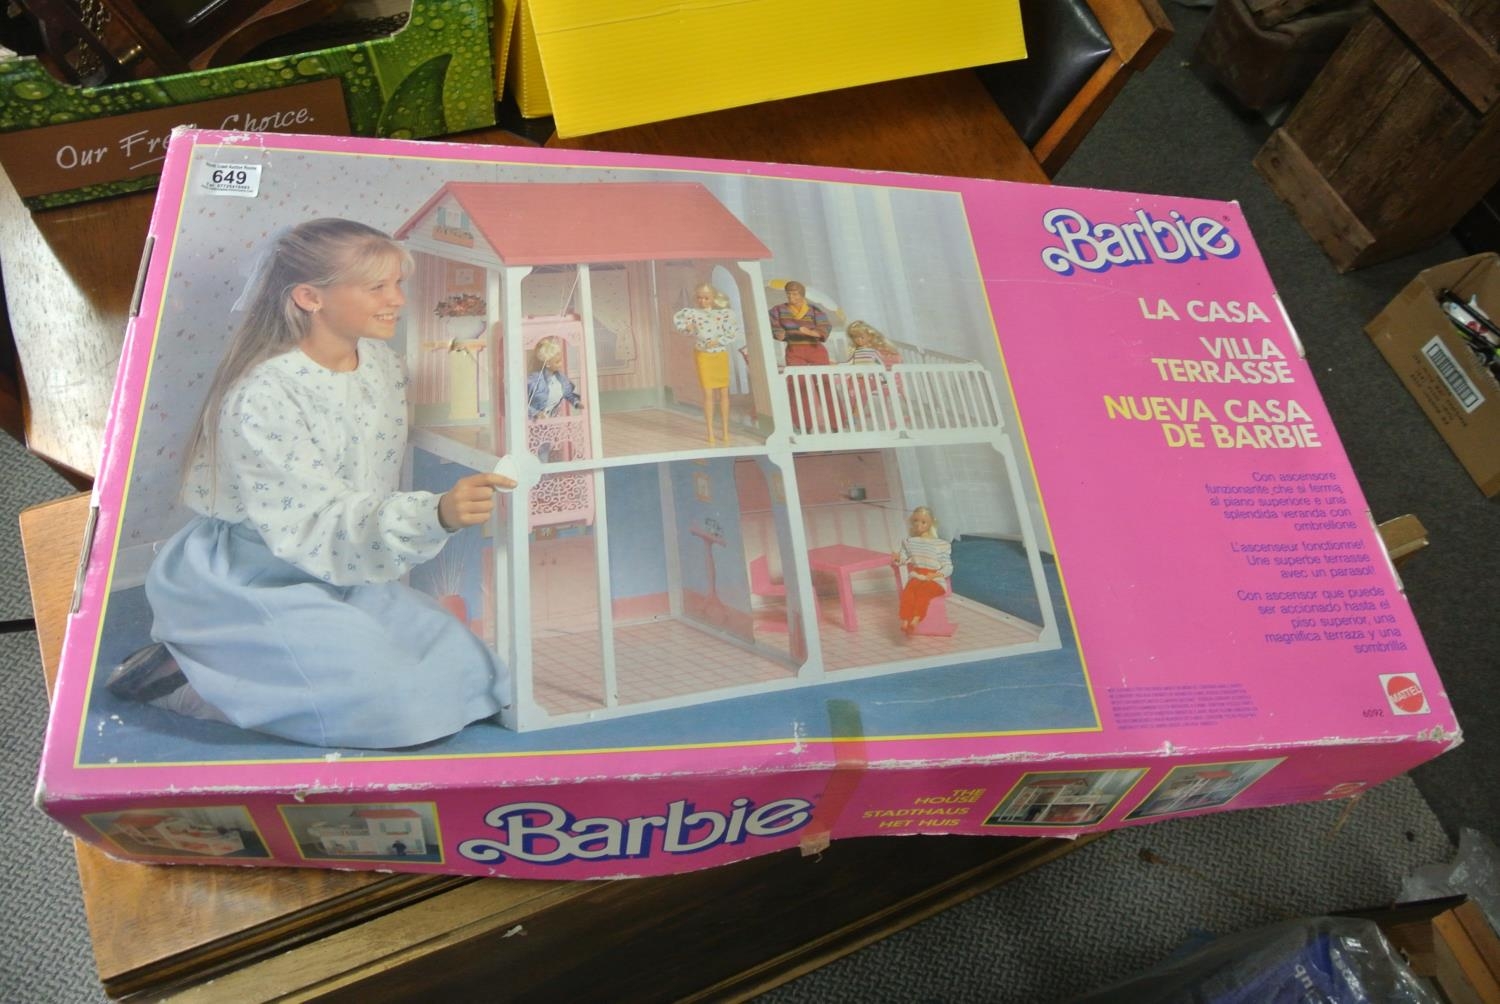 Our Fre Choice.
649
Barbie®
LA CASA
VILLA
TERRASSE
NUEVA CASA
DE BARBIE
Con ascensore
funzionante che si ferma
al piano superiore e una
splendida veranda con
ombrellone
L'ascenseur fonctionne!
Une superbe terrasse
avec un parasol!
Con ascensor que puede
ser accionado hasta el
piso superior, una
magnifica terraza y una
sombrilla
MATTEL
6092
Barbie
THE
HOUSE
STADTHAUS
HET HUIS